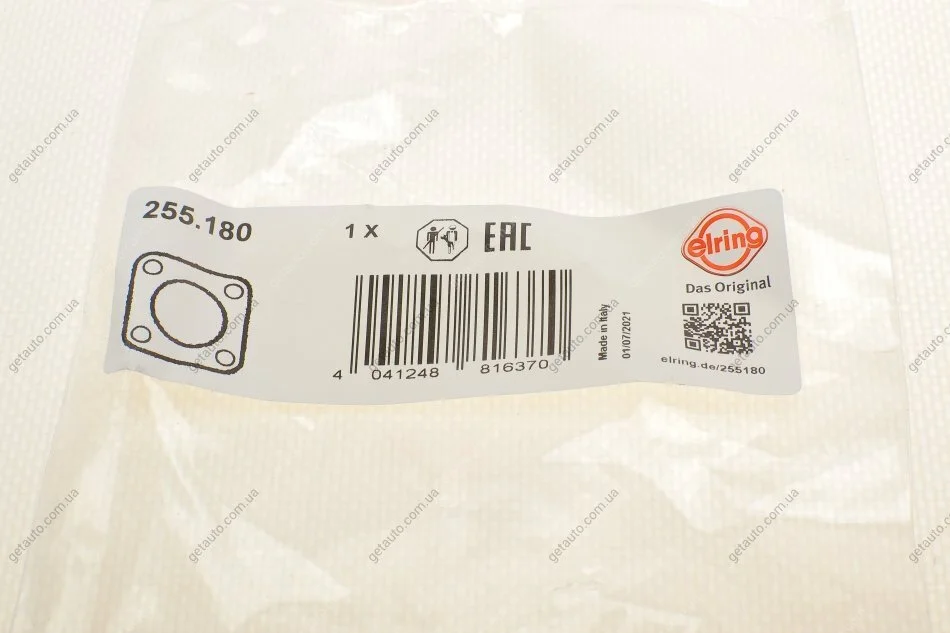 255.180
1 X
EAC
elring
Das Original
Made in Italy
01/07/2021
4 041248 816370
elring.de/255180
getauto.com.ua